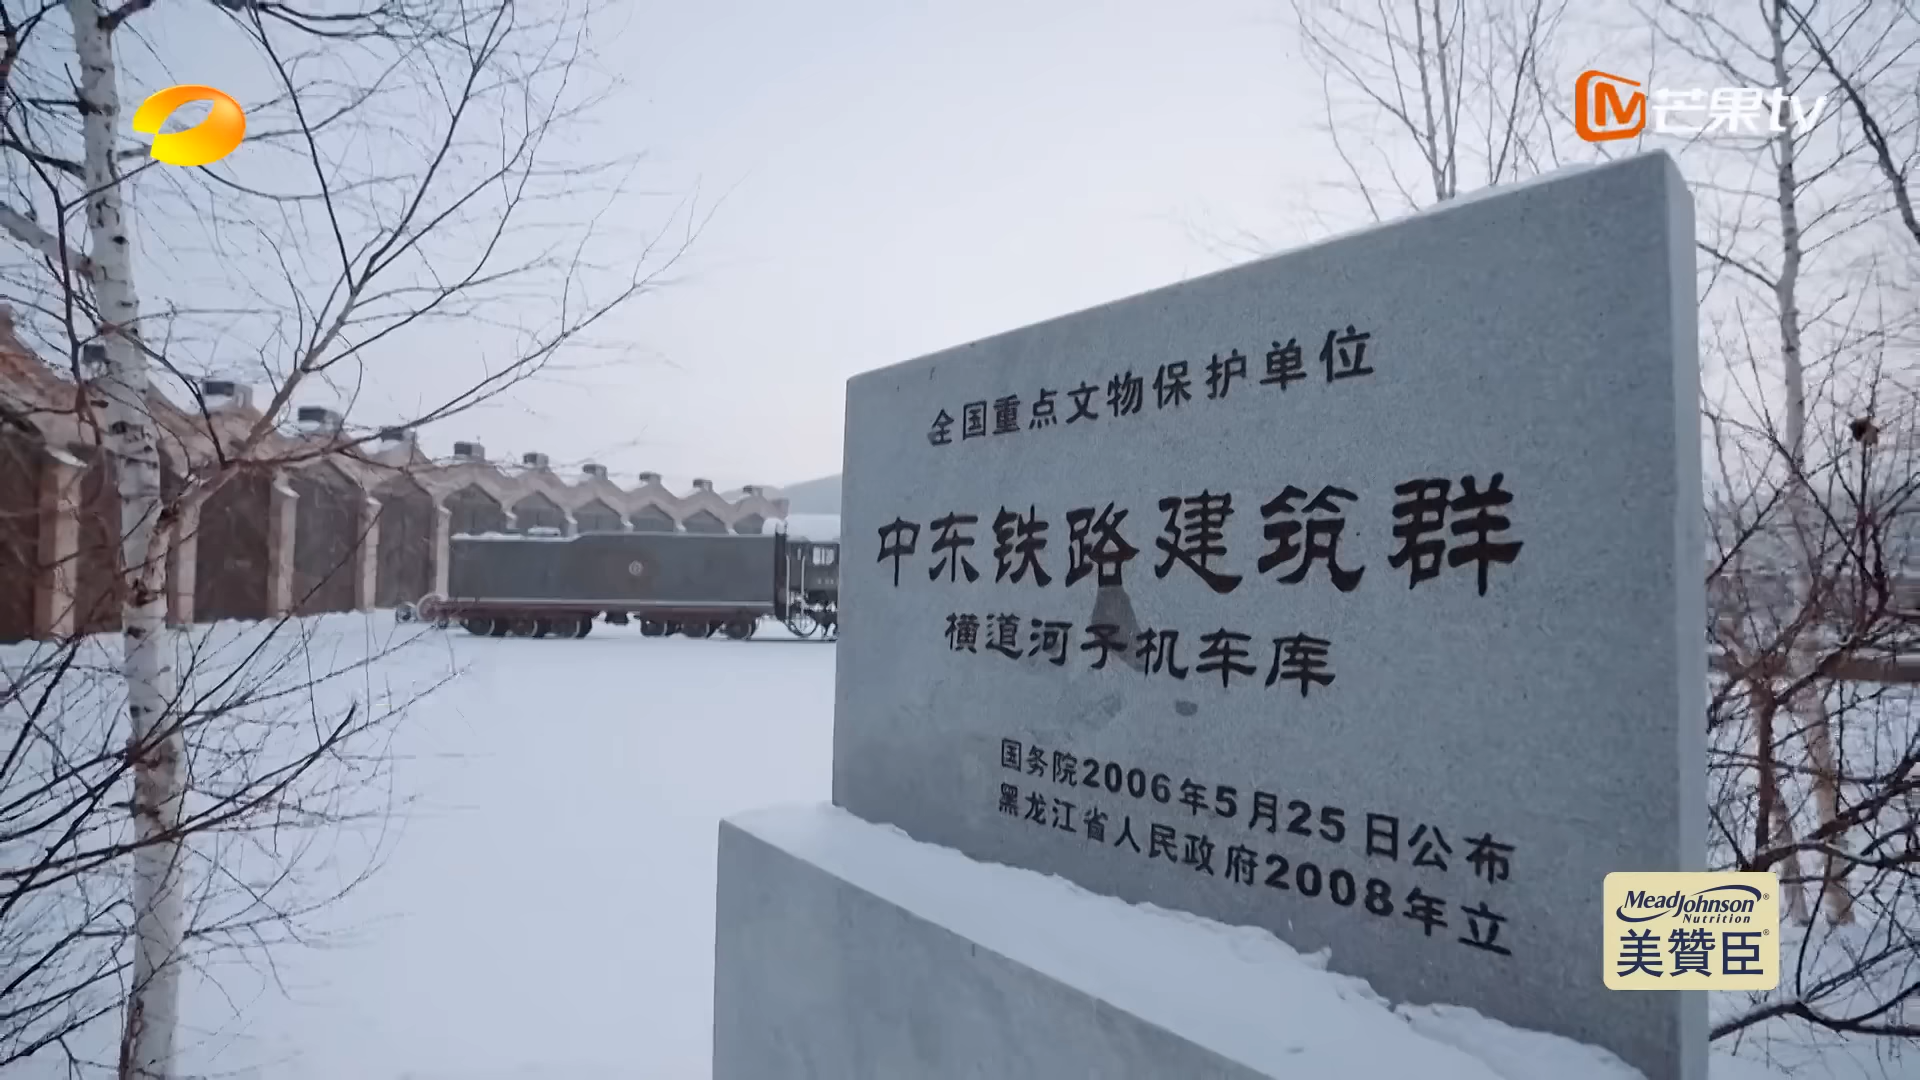 芒果tv
全国重点文物保护单位
中东铁路建筑群
横道河子机车库
国务院2006年5月25日公布
黑龙江省人民政府2008年立
MeadJohnson®
Nutrition
美贊臣®